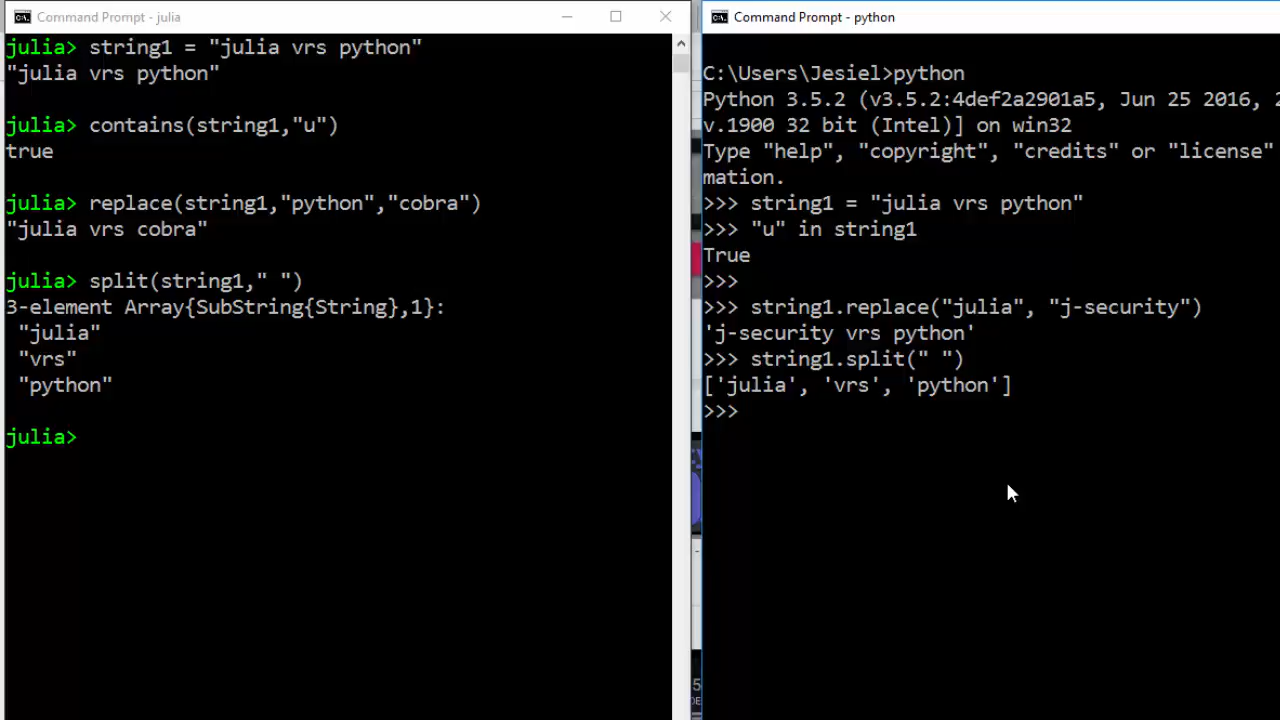 Command Prompt - julia
julia> string1 = "julia vrs python"
"julia vrs python"
julia> contains(string1,"u")
true
julia> replace(string1,"python","cobra")
"julia vrs cobra"
julia> split(string1," ")
3-element Array{SubString{String},1}:
"julia"
"vrs"
"python"
julia>
Command Prompt - python
C:\Users\Jesiel>python
Python 3.5.2 (v3.5.2:4def2a2901a5, Jun 25 2016,
v.1900 32 bit (Intel)] on win32
Type "help", "copyright", "credits" or "license"
mation.
>>> string1 = "julia vrs python"
>>> "u" in string1
True
>>>
>>> string1.replace("julia", "j-security")
'j-security vrs python'
>>> string1.split(" ")
['julia', 'vrs', 'python']
>>>